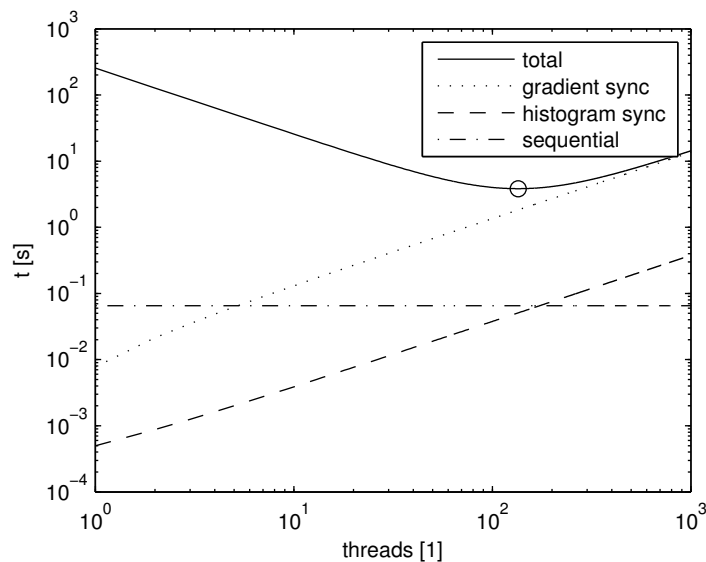 10^3
10^2
10^1
10^0
10^−1
10^−2
10^−3
10^−4
t [s]
total
gradient sync
histogram sync
sequential
10^0
10^1
10^2
10^3
threads [1]